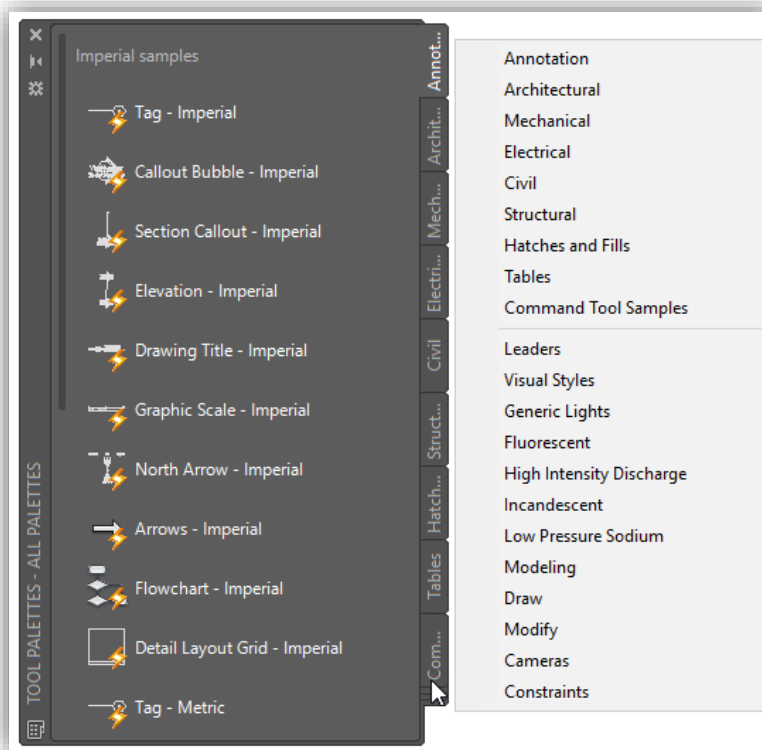 Imperial samples
Tag - Imperial
Callout Bubble - Imperial
Section Callout - Imperial
Elevation - Imperial
Drawing Title - Imperial
Graphic Scale - Imperial
North Arrow - Imperial
Arrows - Imperial
Flowchart - Imperial
Detail Layout Grid - Imperial
Tag - Metric
TOOL PALETTES - ALL PALETTES
Annot...
Archit...
Mech...
Electri...
Civil
Struct...
Hatch...
Tables
Com...
Annotation
Architectural
Mechanical
Electrical
Civil
Structural
Hatches and Fills
Tables
Command Tool Samples
Leaders
Visual Styles
Generic Lights
Fluorescent
High Intensity Discharge
Incandescent
Low Pressure Sodium
Modeling
Draw
Modify
Cameras
Constraints